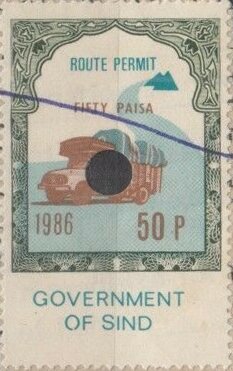 ROUTE PERMIT
FIFTY PAISA
1986
50 P
GOVERNMENT
OF SIND